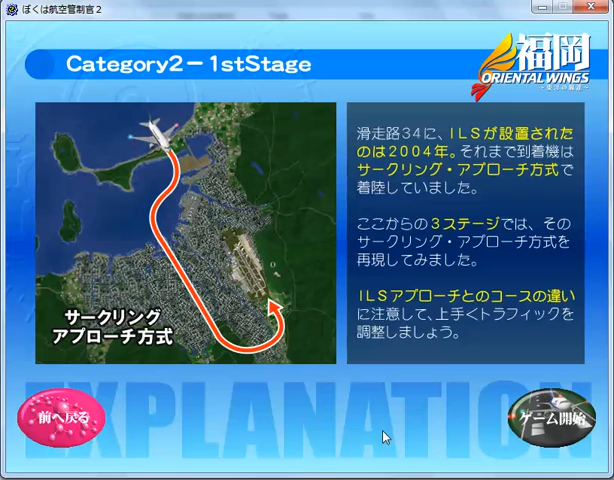 ぼくは航空管制官2
Category2－1stStage
福岡
ORIENTAL WINGS
滑走路34に、ILSが設置された
のは2004年。それまで到着機は
サークリング・アプローチ方式で
着陸していました。
ここからの3ステージでは、その
サークリング・アプローチ方式を
再現してみました。
ILSアプローチとのコースの違い
に注意して、上手くトラフィックを
調整しましょう。
サークリング
アプローチ方式
EXPLANATION
前へ戻る
ゲーム開始